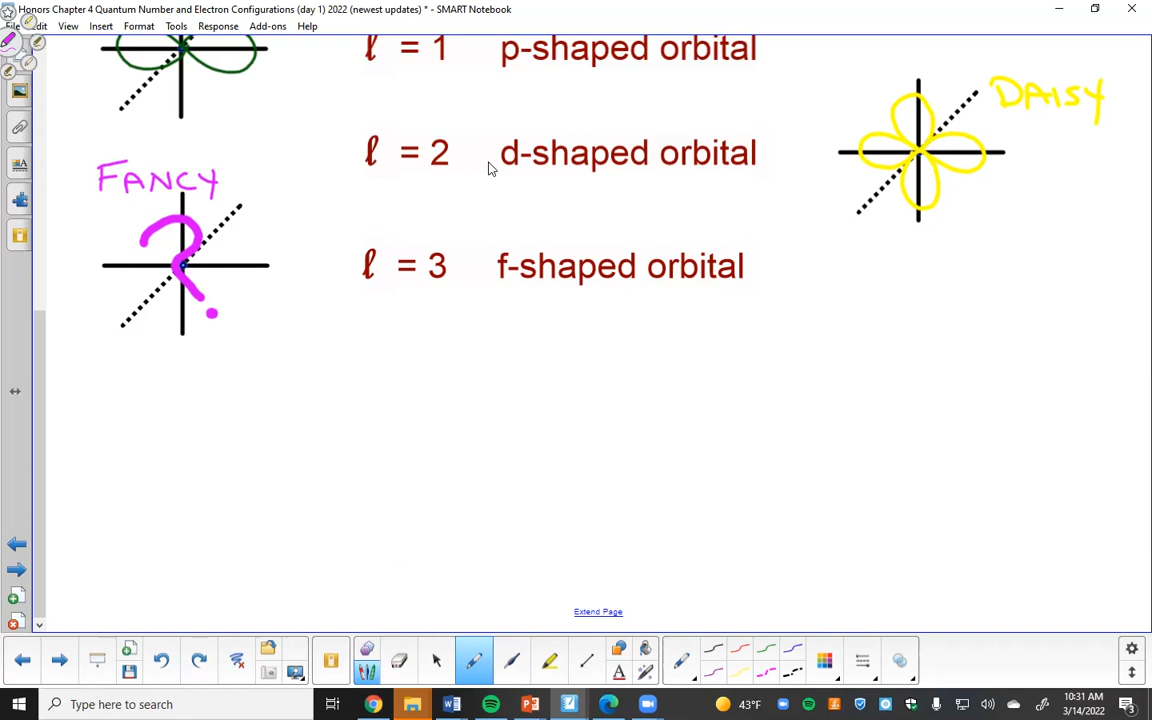 Honors Chapter 4 Quantum Number and Electron Configurations (day 1) 2022 (newest updates) * - SMART Notebook
File Edit View Insert Format Tools Response Add-ons Help
ℓ = 1 p-shaped orbital
DAISY
ℓ = 2 d-shaped orbital
FANCY
?
ℓ = 3 f-shaped orbital
Extend Page
Type here to search
43°F
10:31 AM
3/14/2022
3